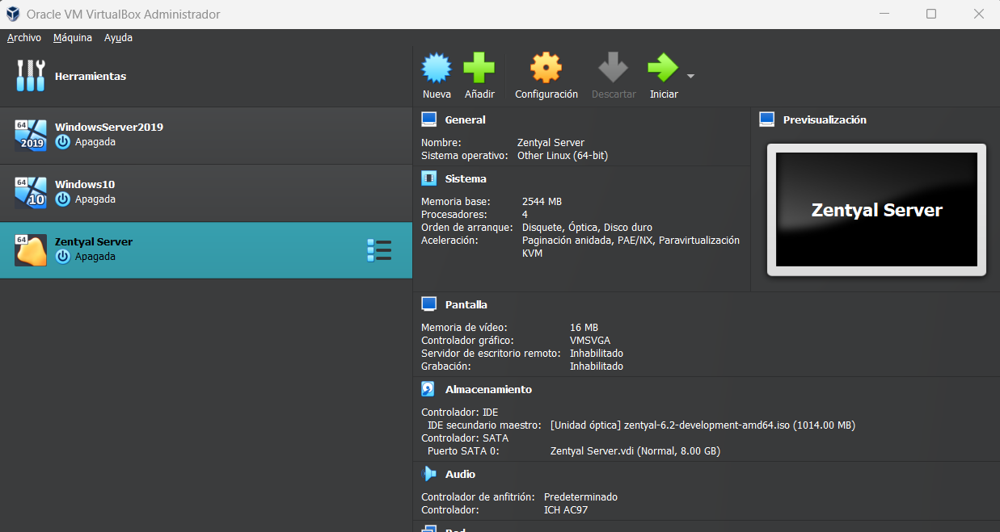 Oracle VM VirtualBox Administrador
Archivo Máquina Ayuda
Herramientas
64 2019 WindowsServer2019
Apagada
64 10 Windows10
Apagada
64 Zentyal Server
Apagada
Nueva Añadir Configuración Descartar Iniciar
General
Nombre: Zentyal Server
Sistema operativo: Other Linux (64-bit)
Sistema
Memoria base: 2544 MB
Procesadores: 4
Orden de arranque: Disquete, Óptica, Disco duro
Aceleración: Paginación anidada, PAE/NX, Paravirtualización
KVM
Previsualización
Zentyal Server
Pantalla
Memoria de vídeo: 16 MB
Controlador gráfico: VMSVGA
Servidor de escritorio remoto: Inhabilitado
Grabación: Inhabilitado
Almacenamiento
Controlador: IDE
IDE secundario maestro: [Unidad óptica] zentyal-6.2-development-amd64.iso (1014.00 MB)
Controlador: SATA
Puerto SATA 0: Zentyal Server.vdi (Normal, 8.00 GB)
Audio
Controlador de anfitrión: Predeterminado
Controlador: ICH AC97
Red